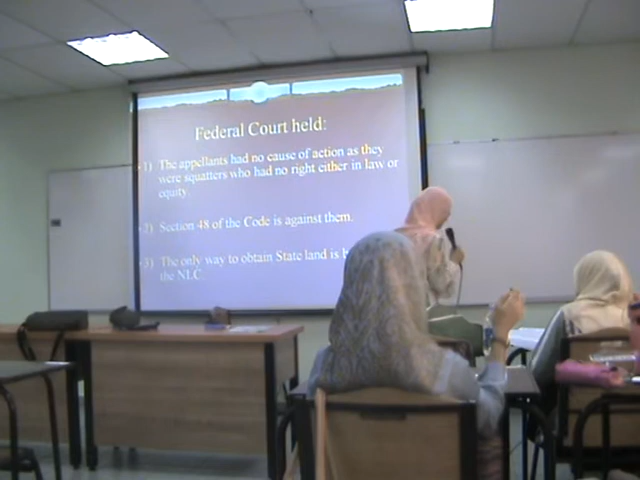 Federal Court held:
1) The appellants had no cause of action as they
were squatters who had no right either in law or
equity.
2) Section 48 of the Code is against them.
3) The only way to obtain State land is
the NLC.